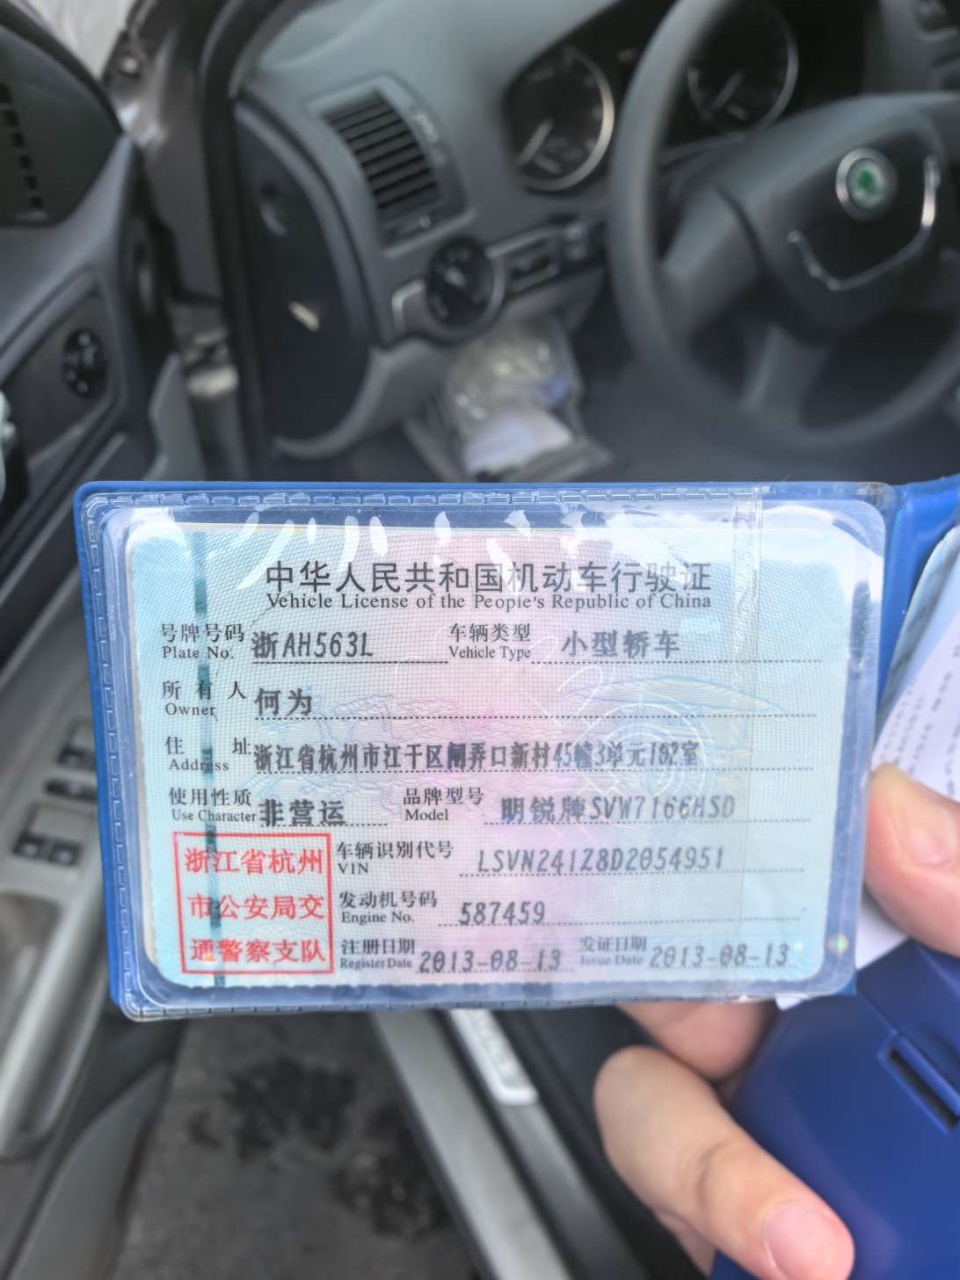 中华人民共和国机动车行驶证
Vehicle License of the People's Republic of China
号牌号码 浙AH563L 车辆类型 小型轿车
Plate No. Vehicle Type
所有人 何为
Owner
住址 浙江省杭州市江干区闸弄口新村45幢3单元102室
Address
使用性质 非营运 品牌型号 明锐牌SVW7166HSD
Use Character Model
浙江省杭州市公安局交通警察支队
车辆识别代号 LSVN241Z8D2054951
VIN
发动机号码 587459
Engine No.
注册日期 2013-08-13 发证日期 2013-08-13
Register Date Issue Date